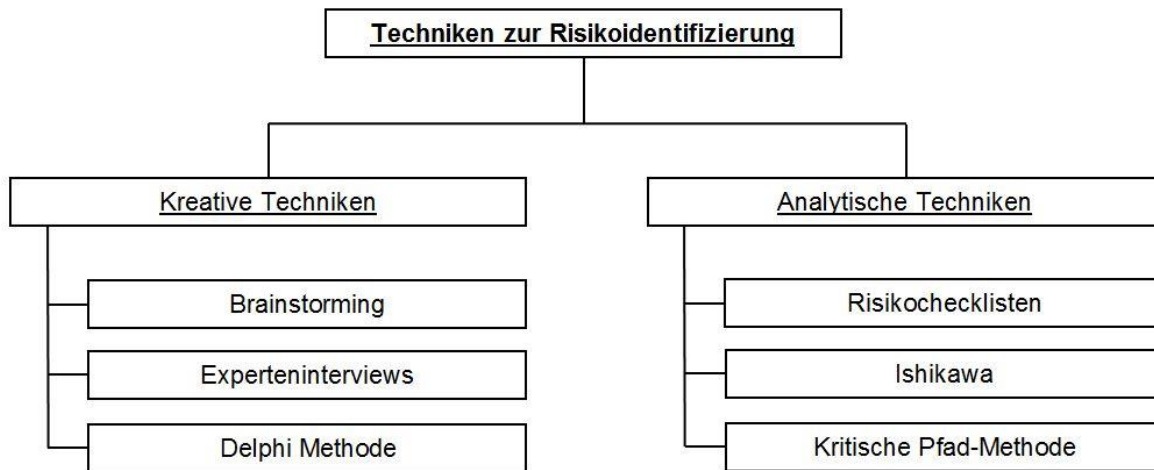 Techniken zur Risikoidentifizierung
Kreative Techniken
Brainstorming
Experteninterviews
Delphi Methode
Analytische Techniken
Risikochecklisten
Ishikawa
Kritische Pfad-Methode